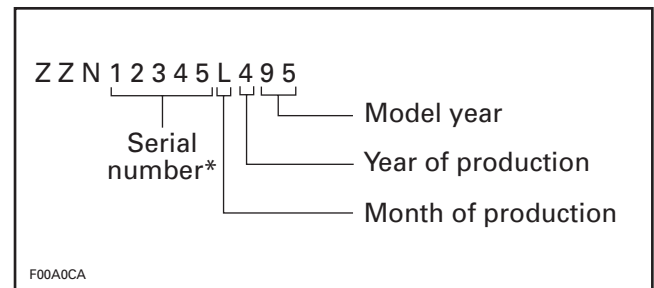 ZZN12345L495
Model year
Serial
number*
Year of production
Month of production
F00A0CA